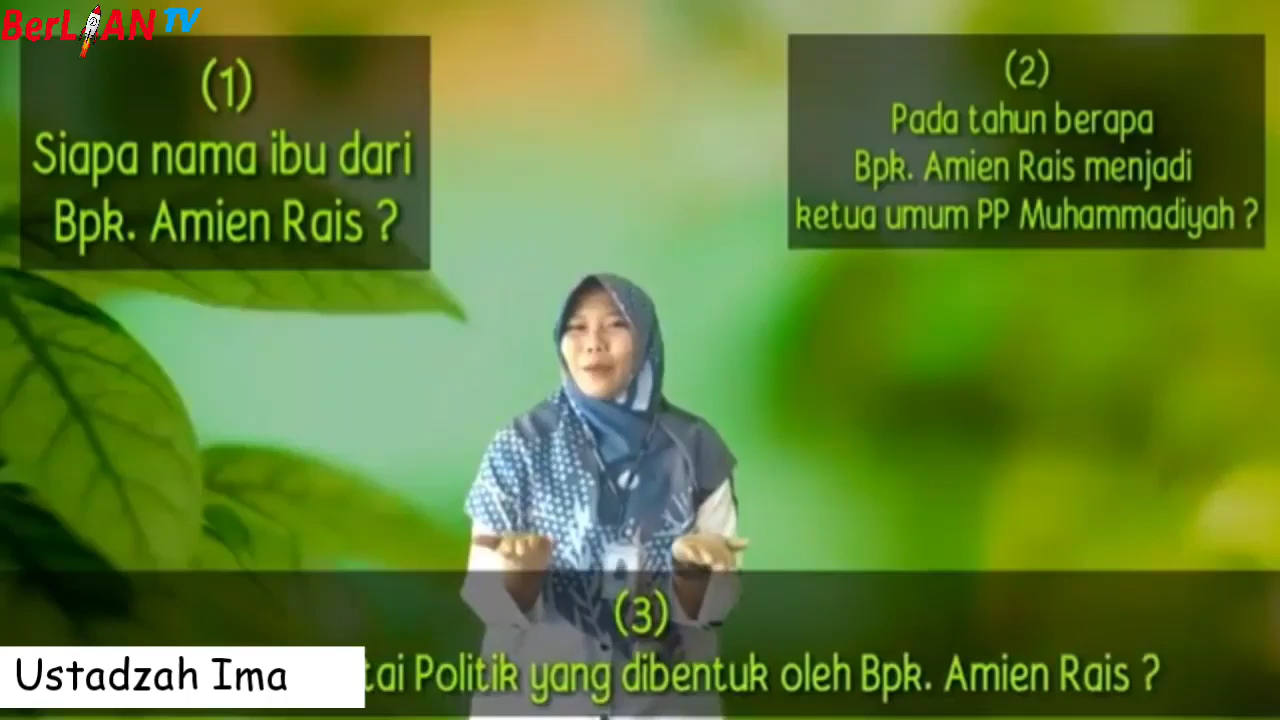 BerLIAN TV
(1)
Siapa nama ibu dari
Bpk. Amien Rais ?
(2)
Pada tahun berapa
Bpk. Amien Rais menjadi
ketua umum PP Muhammadiyah ?
(3)
tai Politik yang dibentuk oleh Bpk. Amien Rais ?
Ustadzah Ima